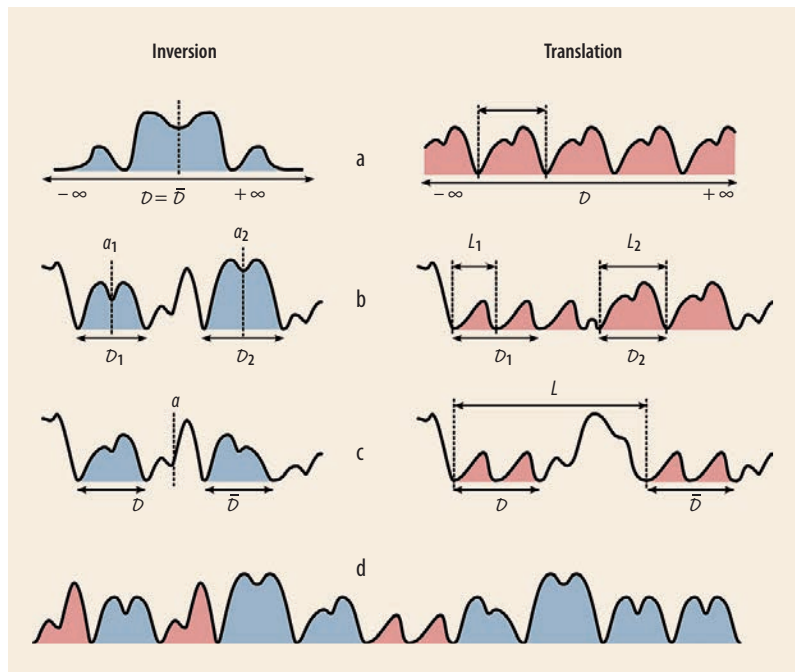 Inversion Translation
a
– ∞ 𝒟 = 𝒟̄ + ∞ – ∞ 𝒟 + ∞
a₁ a₂ L₁ L₂
b
𝒟₁ 𝒟₂ 𝒟₁ 𝒟₂
a L
c
𝒟 𝒟̄ 𝒟 𝒟̄
d